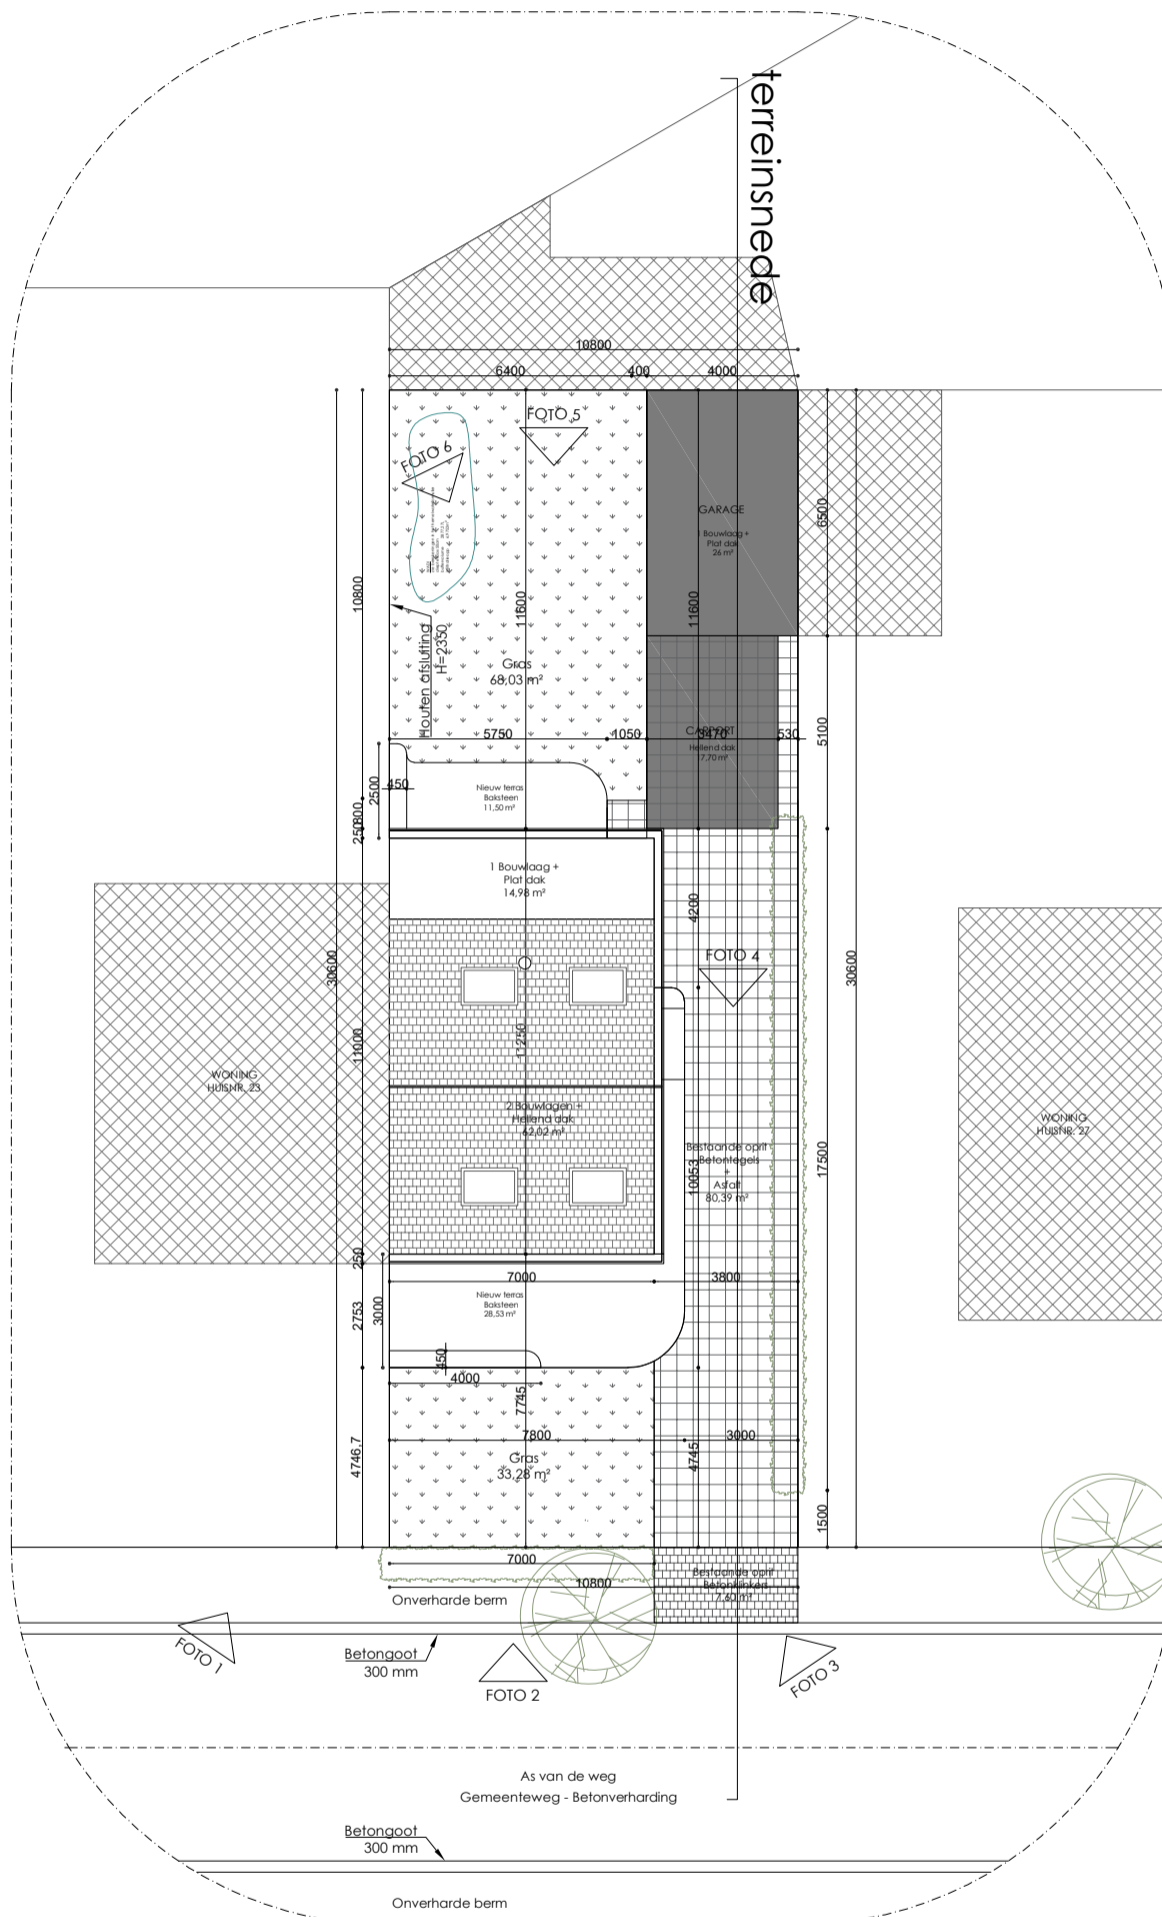 terreinsnede
10800
6400
400
4000
FOTO 5
FOTO 6
GARAGE
1 Bouwlaag +
Plat dak
26 m²
6500
10800
11600
11600
Houten afsluiting
H=2350
Gras
68,03 m²
5750
1050
CARPORT
3470
530
Hellend dak
17,70 m²
5100
2500
450
Nieuw terras
Baksteen
11,50 m²
800
250
1 Bouwlaag +
Plat dak
14,98 m²
4200
FOTO 4
30600
30600
11000
11250
WONING
HUISNR. 23
2 Bouwlagen +
Hellend dak
62,02 m²
WONING
HUISNR. 27
Bestaande oprit
Betontegels
+
Asfalt
80,39 m²
10053
17500
250
7000
3800
Nieuw terras
Baksteen
28,53 m²
2753
3000
450
4000
7745
7800
3000
Gras
33,28 m²
4746,7
4745
1500
7000
10800
Bestaande oprit
Betonklinkers
7,60 m²
Onverharde berm
FOTO 1
Betongoot
300 mm
FOTO 2
FOTO 3
As van de weg
Gemeenteweg - Betonverharding
Betongoot
300 mm
Onverharde berm